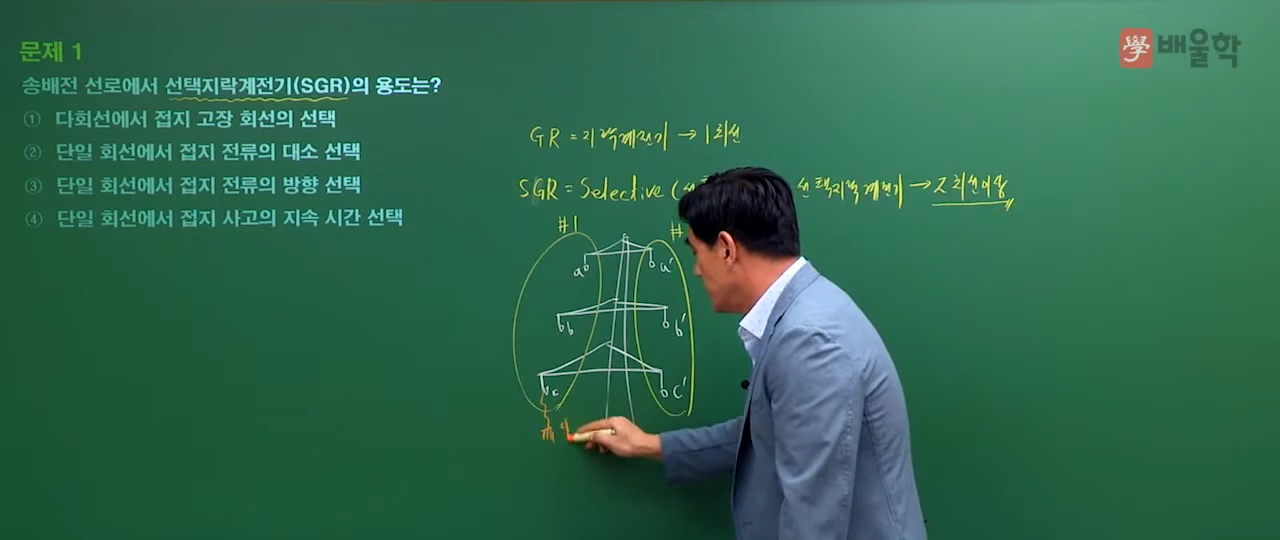 學 배울학
문제 1
송배전 선로에서 선택지락계전기(SGR)의 용도는?
① 다회선에서 접지 고장 회선의 선택
② 단일 회선에서 접지 전류의 대소 선택
③ 단일 회선에서 접지 전류의 방향 선택
④ 단일 회선에서 접지 사고의 지속 시간 선택
GR = 지락계전기 → 1회선
SGR = Selective ( 선택지락계전기 → 2회선이상
#1 #
a a'
b b'
c c'